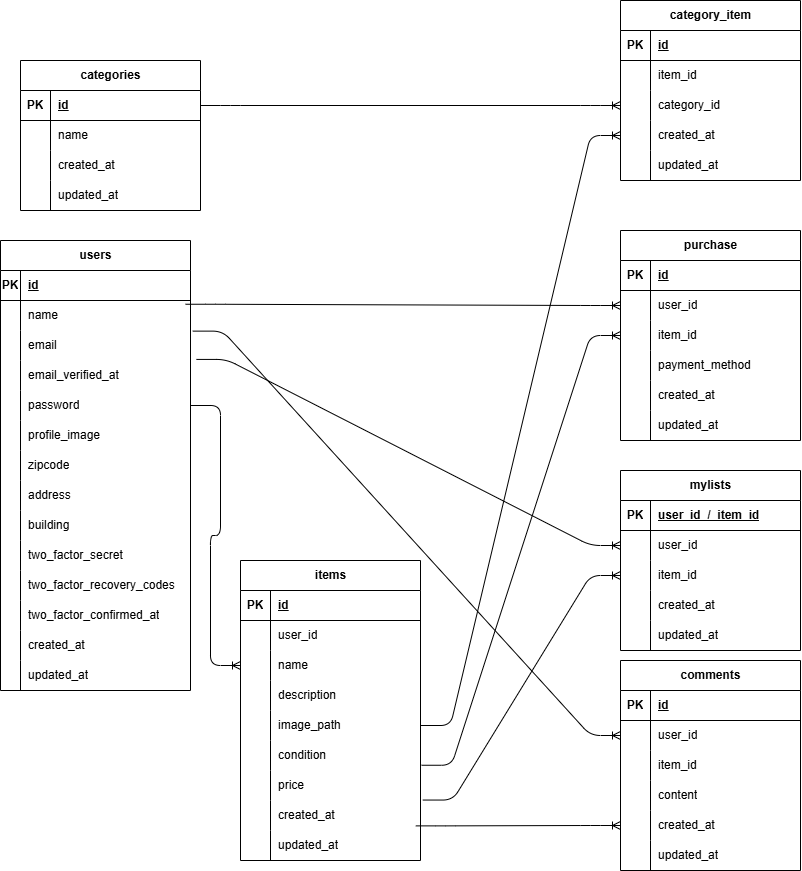 category_item
PK id
item_id
category_id
created_at
updated_at
categories
PK id
name
created_at
updated_at
users
PK id
name
email
email_verified_at
password
profile_image
zipcode
address
building
two_factor_secret
two_factor_recovery_codes
two_factor_confirmed_at
created_at
updated_at
purchase
PK id
user_id
item_id
payment_method
created_at
updated_at
mylists
PK user_id / item_id
user_id
item_id
created_at
updated_at
items
PK id
user_id
name
description
image_path
condition
price
created_at
updated_at
comments
PK id
user_id
item_id
content
created_at
updated_at